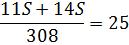 11S + 14S / 308 = 25